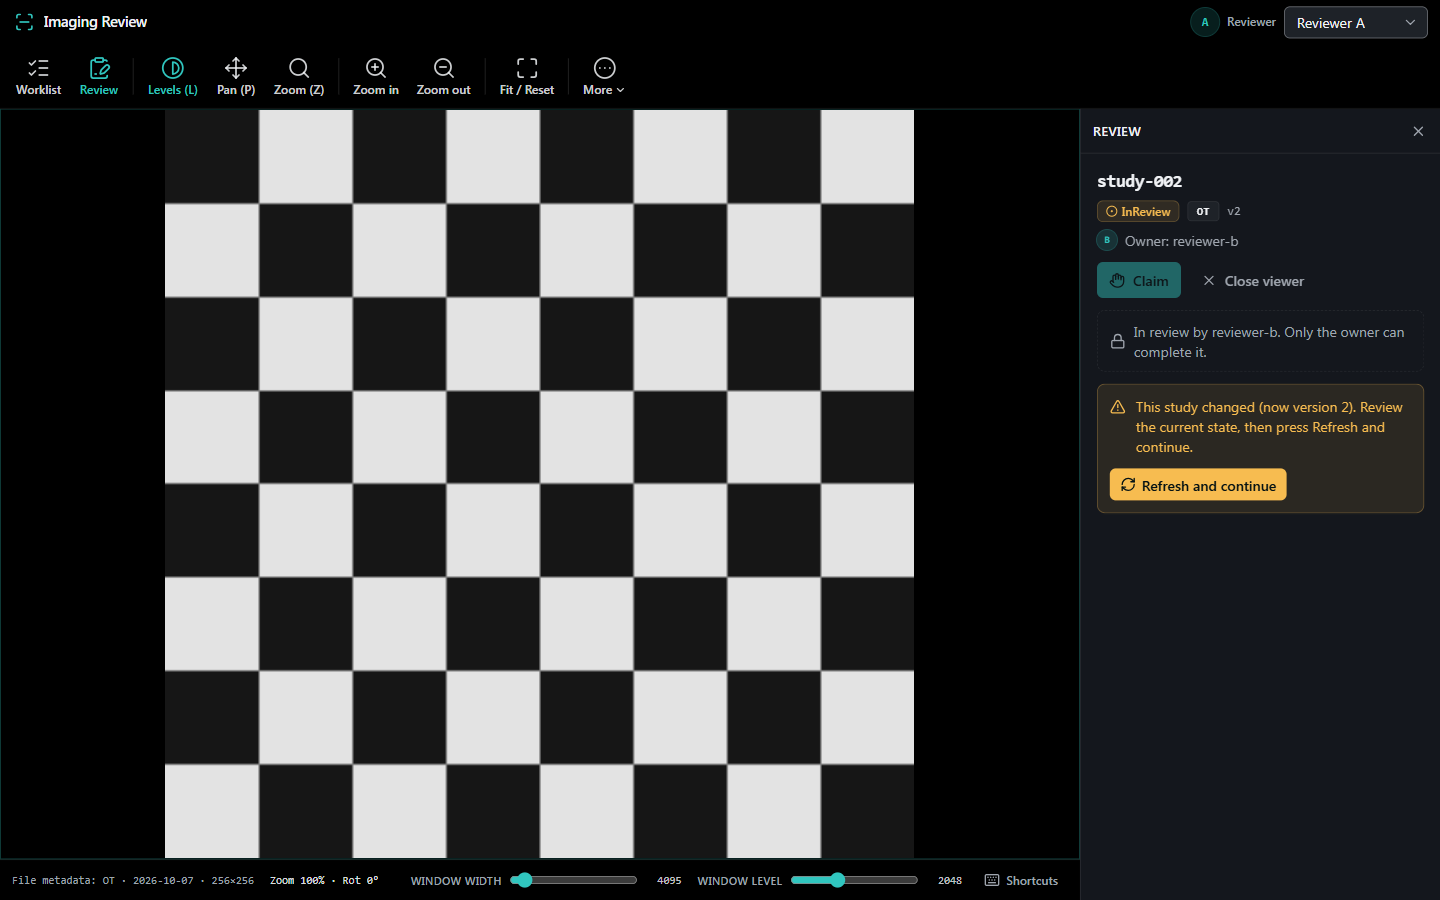 Imaging Review
A
Reviewer
Reviewer A
Worklist
Review
Levels (L)
Pan (P)
Zoom (Z)
Zoom in
Zoom out
Fit / Reset
More
REVIEW
study-002
InReview
OT
v2
B
Owner: reviewer-b
Claim
Close viewer
In review by reviewer-b. Only the owner can
complete it.
This study changed (now version 2). Review
the current state, then press Refresh and
continue.
Refresh and continue
File metadata: OT · 2026-10-07 · 256×256
Zoom 100% · Rot 0°
WINDOW WIDTH
4095
WINDOW LEVEL
2048
Shortcuts